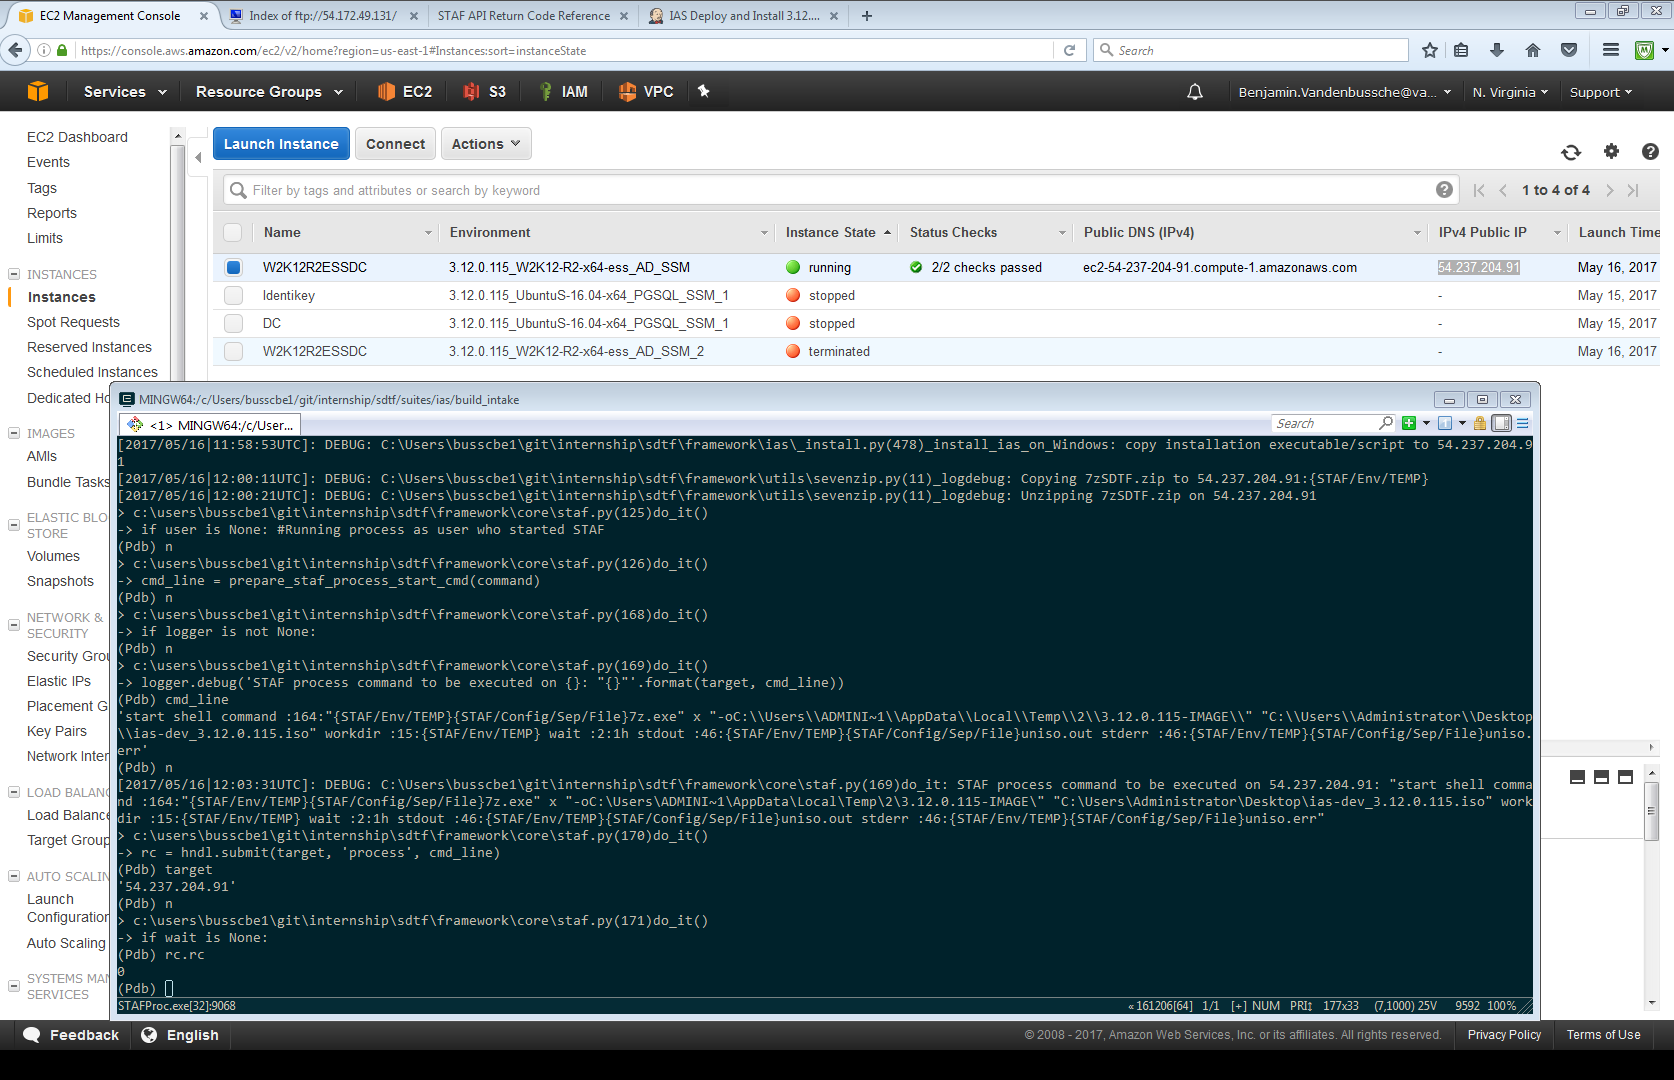 EC2 Management Console
Index of ftp://54.172.49.131/
STAF API Return Code Reference
IAS Deploy and Install 3.12....
https://console.aws.amazon.com/ec2/v2/home?region=us-east-1#Instances:sort=instanceState
Search
Services
Resource Groups
EC2
S3
IAM
VPC
Benjamin.Vandenbussche@va...
N. Virginia
Support
EC2 Dashboard
Events
Tags
Reports
Limits
INSTANCES
Instances
Spot Requests
Reserved Instances
Scheduled Instances
Dedicated Ho
IMAGES
AMIs
Bundle Tasks
ELASTIC BLO
STORE
Volumes
Snapshots
NETWORK &
SECURITY
Security Grou
Elastic IPs
Placement G
Key Pairs
Network Inter
LOAD BALANC
Load Balance
Target Group
AUTO SCALIN
Launch
Configuration
Auto Scaling
SYSTEMS MAN
SERVICES
Launch Instance
Connect
Actions
Filter by tags and attributes or search by keyword
1 to 4 of 4
Name Environment Instance State Status Checks Public DNS (IPv4) IPv4 Public IP Launch Time
W2K12R2ESSDC 3.12.0.115_W2K12-R2-x64-ess_AD_SSM running 2/2 checks passed ec2-54-237-204-91.compute-1.amazonaws.com 54.237.204.91 May 16, 2017
Identikey 3.12.0.115_UbuntuS-16.04-x64_PGSQL_SSM_1 stopped - May 15, 2017
DC 3.12.0.115_UbuntuS-16.04-x64_PGSQL_SSM_1 stopped - May 15, 2017
W2K12R2ESSDC 3.12.0.115_W2K12-R2-x64-ess_AD_SSM_2 terminated - May 16, 2017
MINGW64:/c/Users/busscbe1/git/internship/sdtf/suites/ias/build_intake
<1> MINGW64:/c/User...
Search
[2017/05/16|11:58:53UTC]: DEBUG: C:\Users\busscbe1\git\internship\sdtf\framework\ias\_install.py(478)_install_ias_on_Windows: copy installation executable/script to 54.237.204.9
1
[2017/05/16|12:00:11UTC]: DEBUG: C:\Users\busscbe1\git\internship\sdtf\framework\utils\sevenzip.py(11)_logdebug: Copying 7zSDTF.zip to 54.237.204.91:{STAF/Env/TEMP}
[2017/05/16|12:00:21UTC]: DEBUG: C:\Users\busscbe1\git\internship\sdtf\framework\utils\sevenzip.py(11)_logdebug: Unzipping 7zSDTF.zip on 54.237.204.91
> c:\users\busscbe1\git\internship\sdtf\framework\core\staf.py(125)do_it()
-> if user is None: #Running process as user who started STAF
(Pdb) n
> c:\users\busscbe1\git\internship\sdtf\framework\core\staf.py(126)do_it()
-> cmd_line = prepare_staf_process_start_cmd(command)
(Pdb) n
> c:\users\busscbe1\git\internship\sdtf\framework\core\staf.py(168)do_it()
-> if logger is not None:
(Pdb) n
> c:\users\busscbe1\git\internship\sdtf\framework\core\staf.py(169)do_it()
-> logger.debug('STAF process command to be executed on {}: "{}"'.format(target, cmd_line))
(Pdb) cmd_line
'start shell command :164:"{STAF/Env/TEMP}{STAF/Config/Sep/File}7z.exe" x "-oC:\\Users\\ADMINI~1\\AppData\\Local\\Temp\\2\\3.12.0.115-IMAGE\\" "C:\\Users\\Administrator\\Desktop
\\ias-dev_3.12.0.115.iso" workdir :15:{STAF/Env/TEMP} wait :2:1h stdout :46:{STAF/Env/TEMP}{STAF/Config/Sep/File}uniso.out stderr :46:{STAF/Env/TEMP}{STAF/Config/Sep/File}uniso.
err'
(Pdb) n
[2017/05/16|12:03:31UTC]: DEBUG: C:\Users\busscbe1\git\internship\sdtf\framework\core\staf.py(169)do_it: STAF process command to be executed on 54.237.204.91: "start shell comma
nd :164:"{STAF/Env/TEMP}{STAF/Config/Sep/File}7z.exe" x "-oC:\Users\ADMINI~1\AppData\Local\Temp\2\3.12.0.115-IMAGE\" "C:\Users\Administrator\Desktop\ias-dev_3.12.0.115.iso" work
dir :15:{STAF/Env/TEMP} wait :2:1h stdout :46:{STAF/Env/TEMP}{STAF/Config/Sep/File}uniso.out stderr :46:{STAF/Env/TEMP}{STAF/Config/Sep/File}uniso.err"
> c:\users\busscbe1\git\internship\sdtf\framework\core\staf.py(170)do_it()
-> rc = hndl.submit(target, 'process', cmd_line)
(Pdb) target
'54.237.204.91'
(Pdb) n
> c:\users\busscbe1\git\internship\sdtf\framework\core\staf.py(171)do_it()
-> if wait is None:
(Pdb) rc.rc
0
(Pdb)
STAFProc.exe[32]:9068 « 161206[64] 1/1 [+] NUM PRI↕ 177x33 (7,1000) 25V 9592 100%
Feedback
English
© 2008 - 2017, Amazon Web Services, Inc. or its affiliates. All rights reserved.
Privacy Policy
Terms of Use